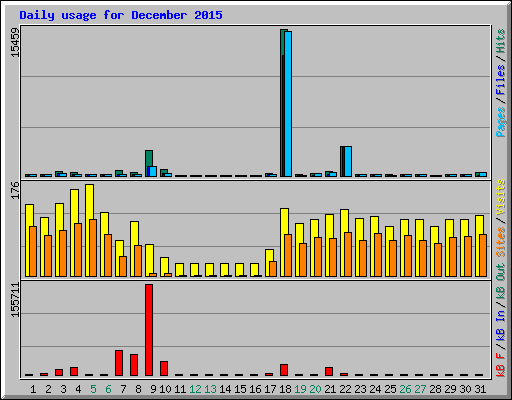 Daily usage for December 2015
15459
Pages / Files / Hits
176
kB F / kB In / kB Out Sites / Visits
155711
1 2 3 4 5 6 7 8 9 10 11 12 13 14 15 16 17 18 19 20 21 22 23 24 25 26 27 28 29 30 31